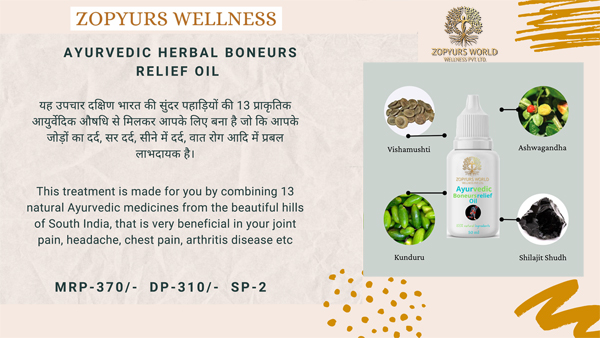 ZOPYURS WELLNESS
ZOPYURS WORLD
WELLNESS PVT.LTD.
AYURVEDIC HERBAL BONEURS
RELIEF OIL
यह उपचार दक्षिण भारत की सुंदर पहाड़ियों की 13 प्राकृतिक
आयुर्वेदिक औषधि से मिलकर आपके लिए बना है जो कि आपके
जोड़ों का दर्द, सर दर्द, सीने में दर्द, वात रोग आदि में प्रबल
लाभदायक है।
This treatment is made for you by combining 13
natural Ayurvedic medicines from the beautiful hills
of South India, that is very beneficial in your joint
pain, headache, chest pain, arthritis disease etc
MRP-370/- DP-310/- SP-2
Vishamushti
Ashwagandha
ZOPYURS WORLD
Ayurvedic
Boneursrelief
Oil
Kunduru
Shilajit Shudh